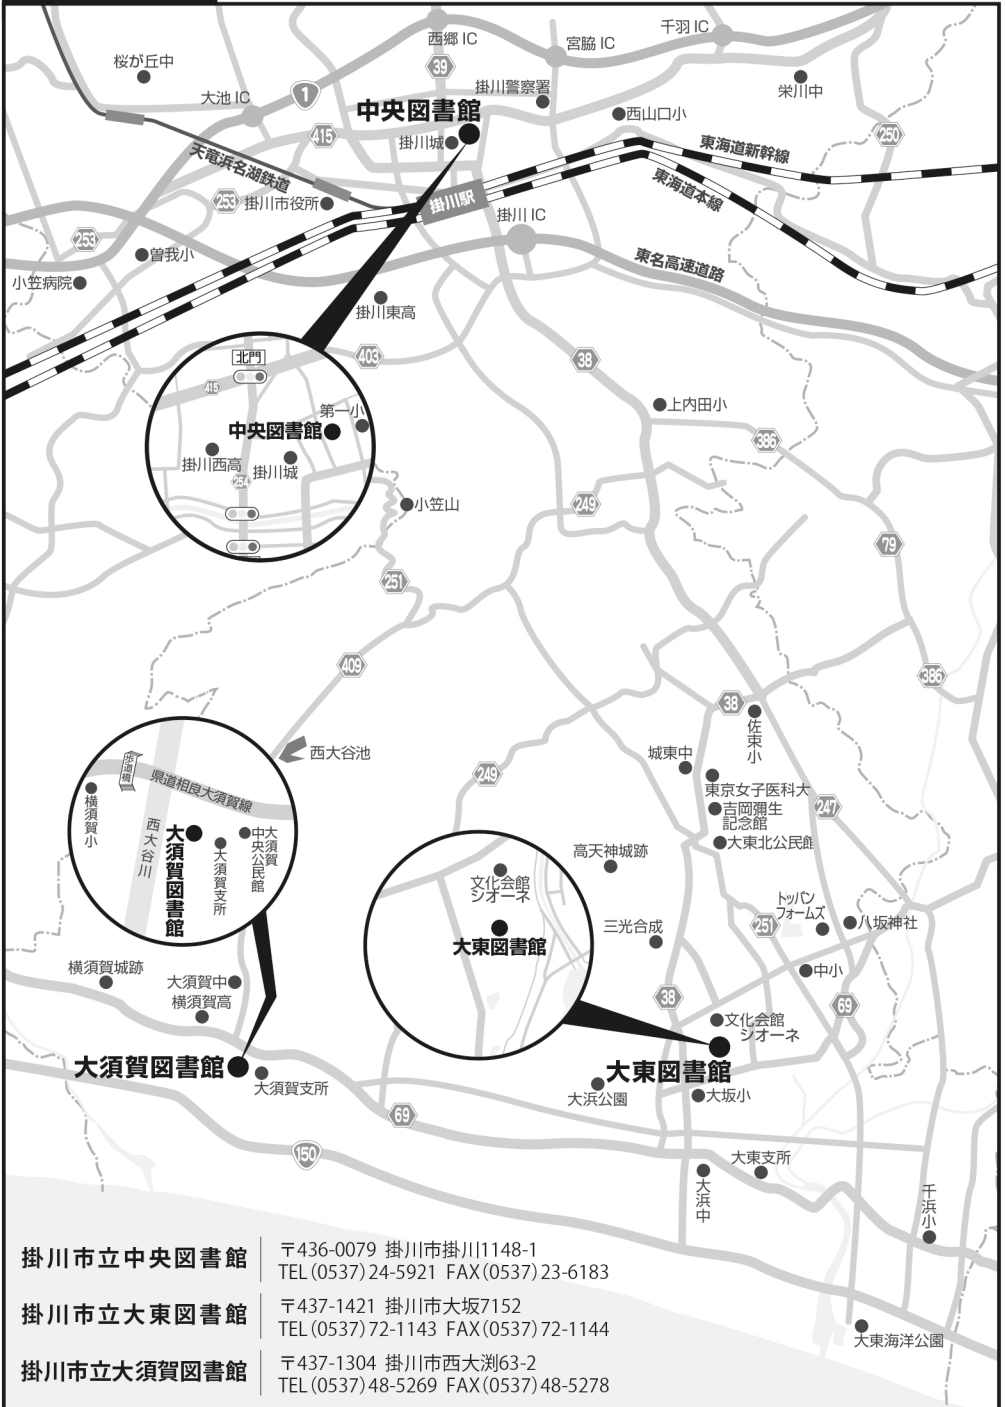 西郷 IC
千羽 IC
宮脇 IC
39
桜が丘中
掛川警察署
栄川中
大池 IC
1
中央図書館
西山口小
415
掛川城
250
東海道新幹線
天竜浜名湖鉄道
東海道本線
253
掛川市役所
掛川駅
掛川 IC
253
曽我小
東名高速道路
小笠病院
掛川東高
北門
403
38
415
第一小
上内田小
中央図書館
386
掛川西高
掛川城
254
小笠山
249
79
251
409
386
38
佐束小
西大谷池
城東中
歩道橋
県道相良大須賀線
249
東京女子医科大
吉岡彌生
記念館
247
横須賀小
西大谷川
大須賀図書館
大須賀支所
大須賀
中央公民館
大東北公民館
高天神城跡
文化会館
シオーネ
トッパン
フォームズ
251
八坂神社
三光合成
大東図書館
横須賀城跡
大須賀中
中小
横須賀高
38
69
文化会館
シオーネ
大須賀図書館
大東図書館
大須賀支所
大浜公園
大坂小
69
150
大東支所
大浜中
千浜小
大東海洋公園
掛川市立中央図書館
〒436-0079 掛川市掛川1148-1
TEL(0537)24-5921 FAX(0537)23-6183
掛川市立大東図書館
〒437-1421 掛川市大坂7152
TEL(0537)72-1143 FAX(0537)72-1144
掛川市立大須賀図書館
〒437-1304 掛川市西大渕63-2
TEL(0537)48-5269 FAX(0537)48-5278